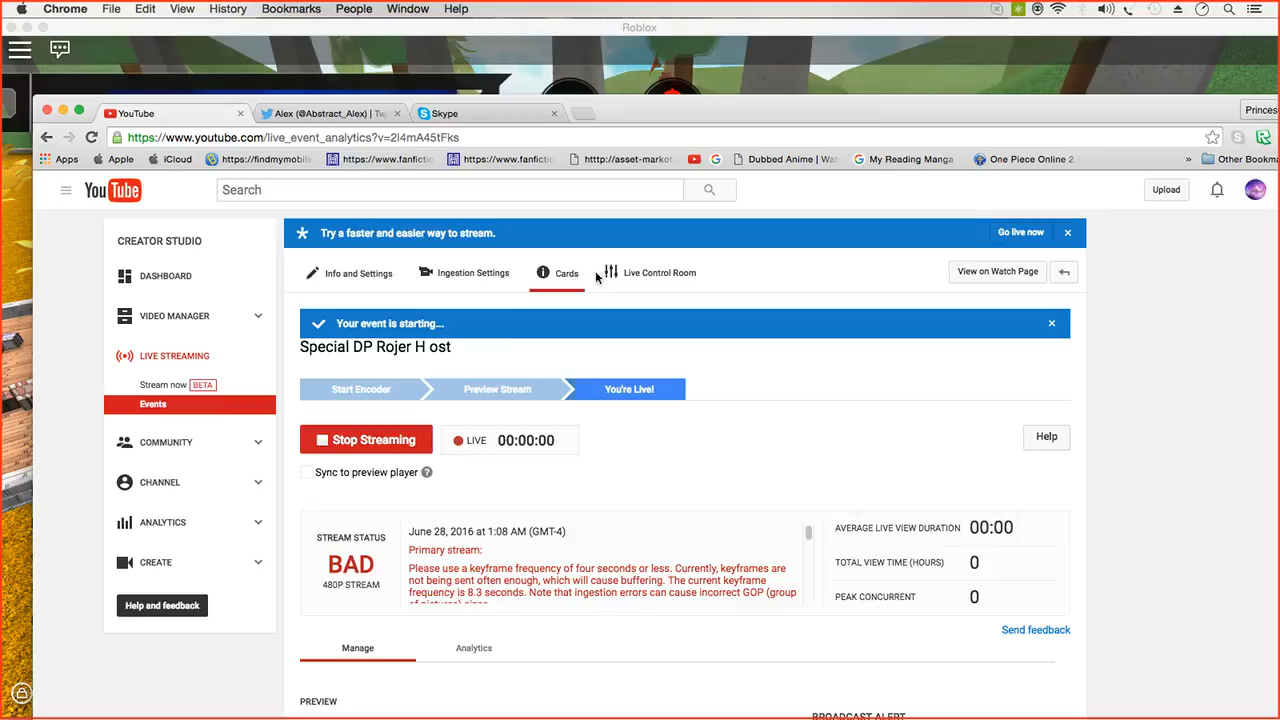 Chrome File Edit View History Bookmarks People Window Help
Roblox
YouTube
Alex (@Abstract_Alex) | Tw
Skype
Princes
https://www.youtube.com/live_event_analytics?v=2l4mA45tFks
Apps Apple iCloud https://findmymobile https://www.fanfictic https://www.fanfictic http://asset-markot Dubbed Anime | Wat My Reading Manga One Piece Online 2 » Other Bookma
YouTube
Search
Upload
CREATOR STUDIO
DASHBOARD
VIDEO MANAGER
LIVE STREAMING
Stream now BETA
Events
COMMUNITY
CHANNEL
ANALYTICS
CREATE
Help and feedback
Try a faster and easier way to stream.
Go live now
Info and Settings Ingestion Settings Cards Live Control Room
View on Watch Page
Your event is starting...
Special DP Rojer H ost
Start Encoder Preview Stream You're Live!
Stop Streaming LIVE 00:00:00
Help
Sync to preview player ?
STREAM STATUS
BAD
480P STREAM
June 28, 2016 at 1:08 AM (GMT-4)
Primary stream:
Please use a keyframe frequency of four seconds or less. Currently, keyframes
are not being sent often enough, which will cause buffering. The current keyframe
frequency is 8.3 seconds. Note that ingestion errors can cause incorrect GOP (group
of pictures) sizes.
AVERAGE LIVE VIEW DURATION 00:00
TOTAL VIEW TIME (HOURS) 0
PEAK CONCURRENT 0
Send feedback
Manage Analytics
PREVIEW
BROADCAST ALERT